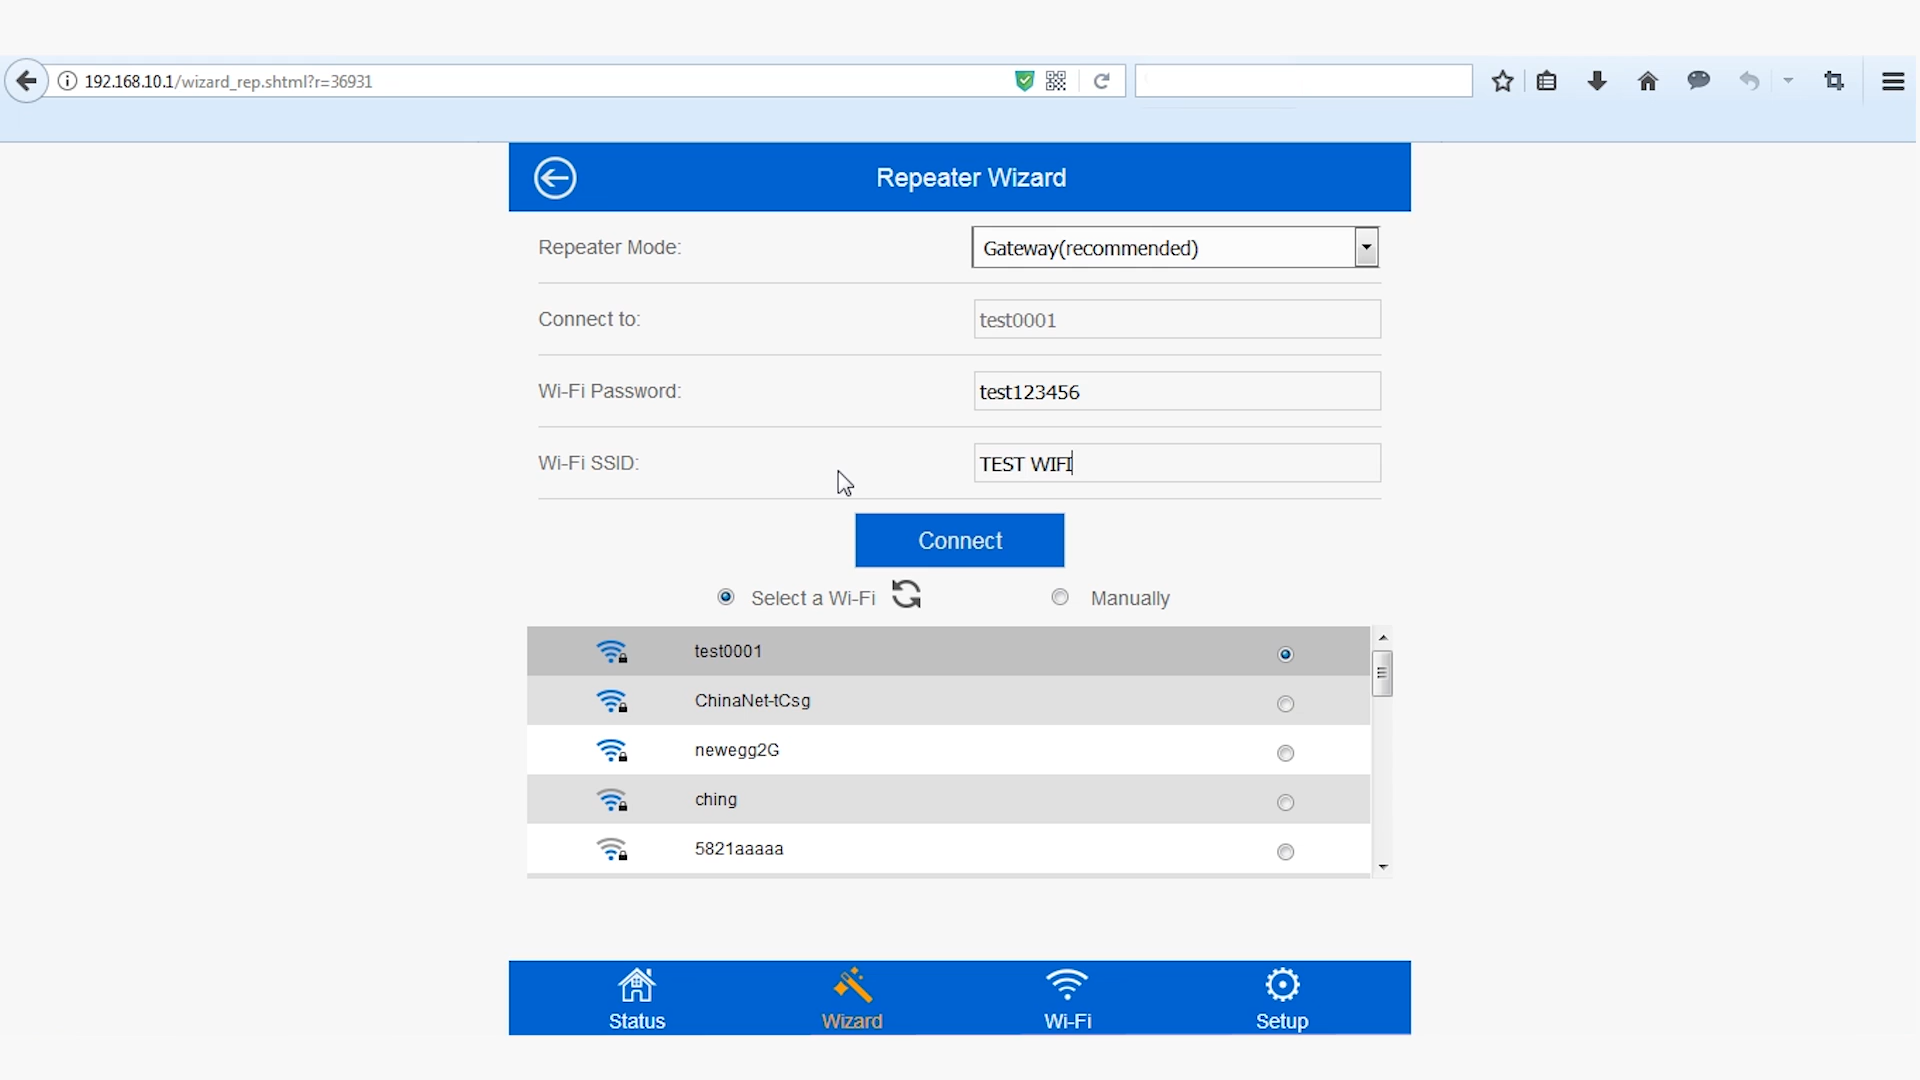 192.168.10.1/wizard_rep.shtml?r=36931
Repeater Wizard
Repeater Mode: Gateway(recommended)
Connect to: test0001
Wi-Fi Password: test123456
Wi-Fi SSID: TEST WIFI
Connect
Select a Wi-Fi Manually
test0001
ChinaNet-tCsg
newegg2G
ching
5821aaaaa
Status Wizard Wi-Fi Setup